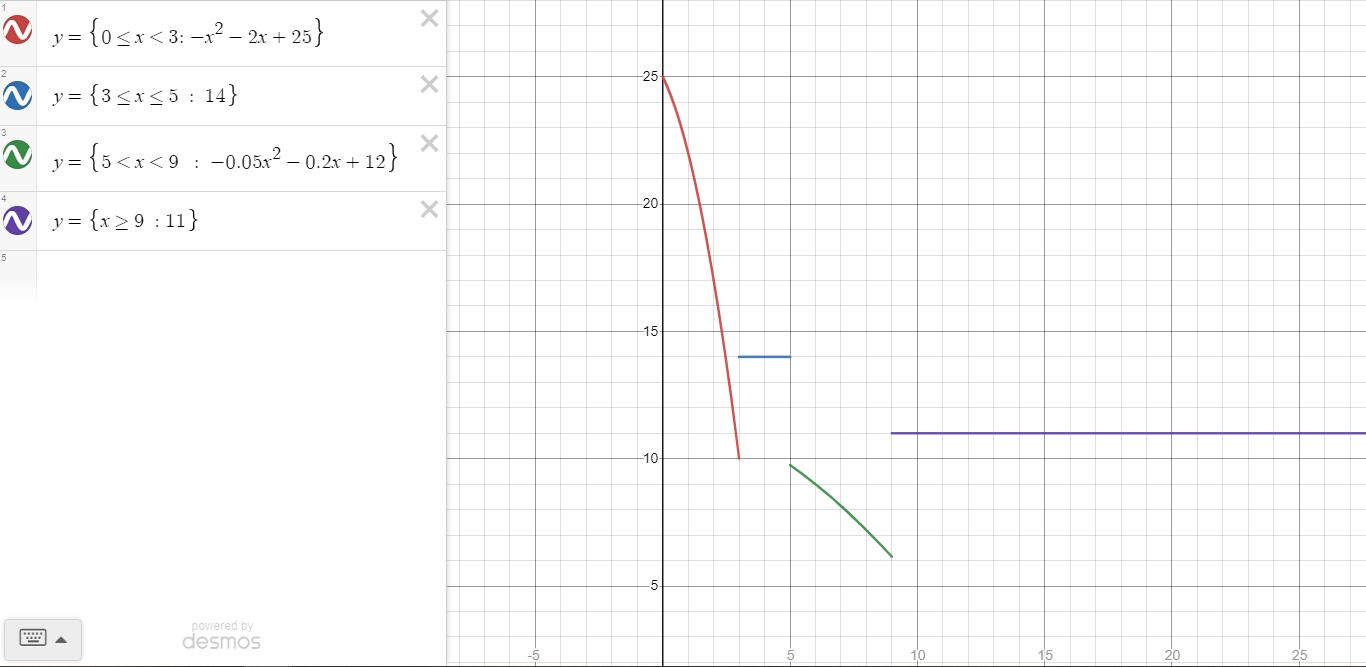 1
y = {0 ≤ x < 3: −x² − 2x + 25}
2
y = {3 ≤ x ≤ 5 : 14}
3
y = {5 < x < 9 : −0.05x² − 0.2x + 12}
4
y = {x ≥ 9 : 11}
5
powered by
desmos
25
20
15
10
5
-5
5
10
15
20
25